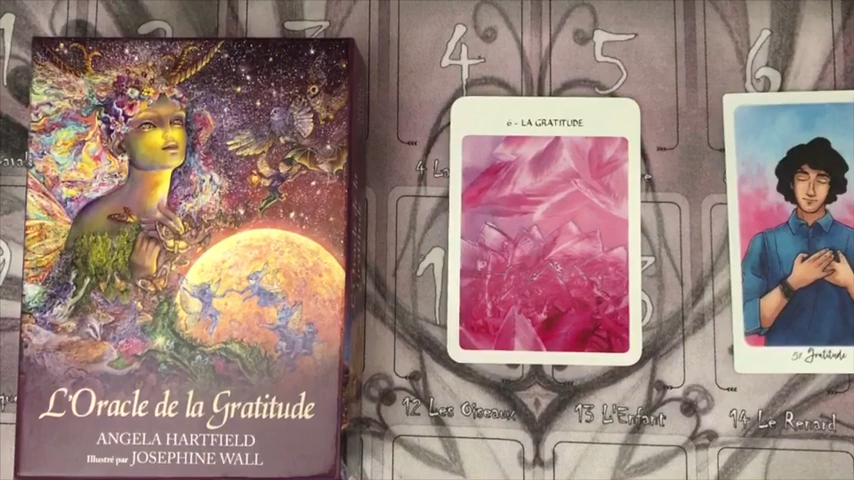 L'Oracle de la Gratitude
ANGELA HARTFIELD
Illustré par JOSEPHINE WALL
4
5
6
6 - LA GRATITUDE
51 Gratitude
12 Les Oiseaux
13 L'Enfant
14 Le Renard